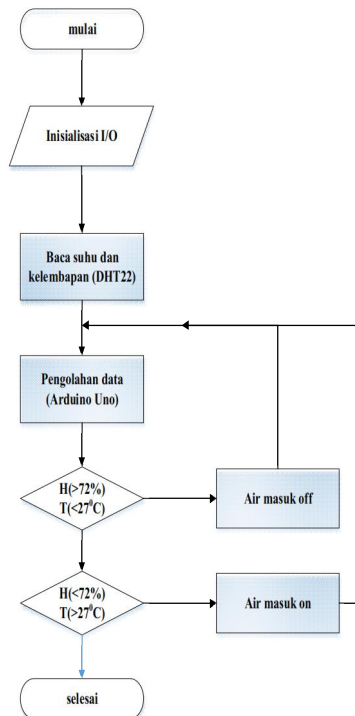 mulai
Inisialisasi I/O
Baca suhu dan
kelembapan (DHT22)
Pengolahan data
(Arduino Uno)
H(>72%)
T(<27⁰C)
Air masuk off
H(<72%)
T(>27⁰C)
Air masuk on
selesai